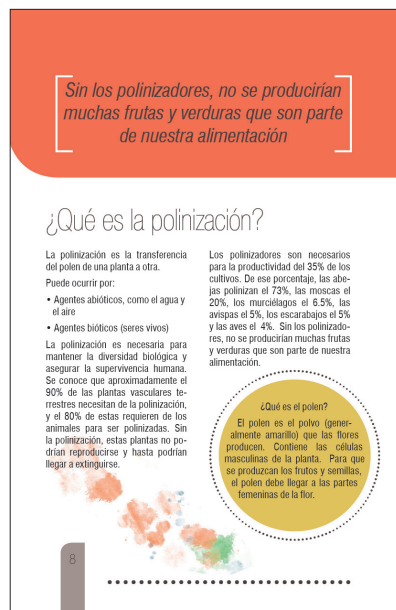 Sin los polinizadores, no se producirían
muchas frutas y verduras que son parte
de nuestra alimentación
¿Qué es la polinización?
La polinización es la transferencia
del polen de una planta a otra.
Puede ocurrir por:
• Agentes abióticos, como el agua y
el aire
• Agentes bióticos (seres vivos)
La polinización es necesaria para
mantener la diversidad biológica y
asegurar la supervivencia humana.
Se conoce que aproximadamente el
90% de las plantas vasculares te-
rrestres necesitan de la polinización,
y el 80% de estas requieren de los
animales para ser polinizadas. Sin
la polinización, estas plantas no po-
drían reproducirse y hasta podrían
llegar a extinguirse.
Los polinizadores son necesarios
para la productividad del 35% de los
cultivos. De ese porcentaje, las abe-
jas polinizan el 73%, las moscas el
20%, los murciélagos el 6.5%, las
avispas el 5%, los escarabajos el 5%
y las aves el 4%. Sin los polinizado-
res, no se producirían muchas frutas
y verduras que son parte de nuestra
alimentación.
¿Qué es el polen?
El polen es el polvo (gener-
almente amarillo) que las flores
producen. Contiene las células
masculinas de la planta. Para que
se produzcan los frutos y semillas,
el polen debe llegar a las partes
femeninas de la flor.
8